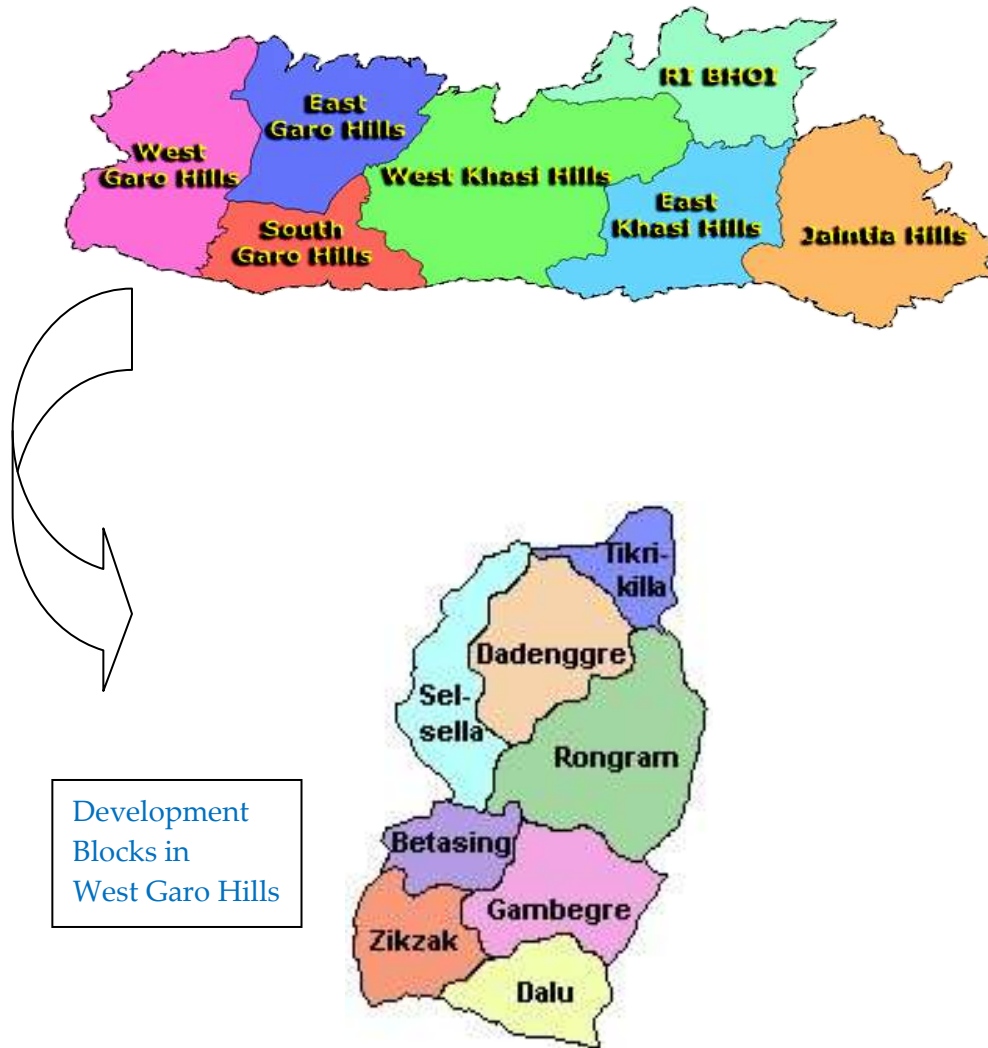 RI BHOI
East
Garo Hills
West
Garo Hills
West Khasi Hills
East
Khasi Hills
South
Garo Hills
Jaintia Hills
Tikri-
killa
Dadenggre
Sel-
sella
Rongram
Development
Blocks in
West Garo Hills
Betasing
Gambegre
Zikzak
Dalu